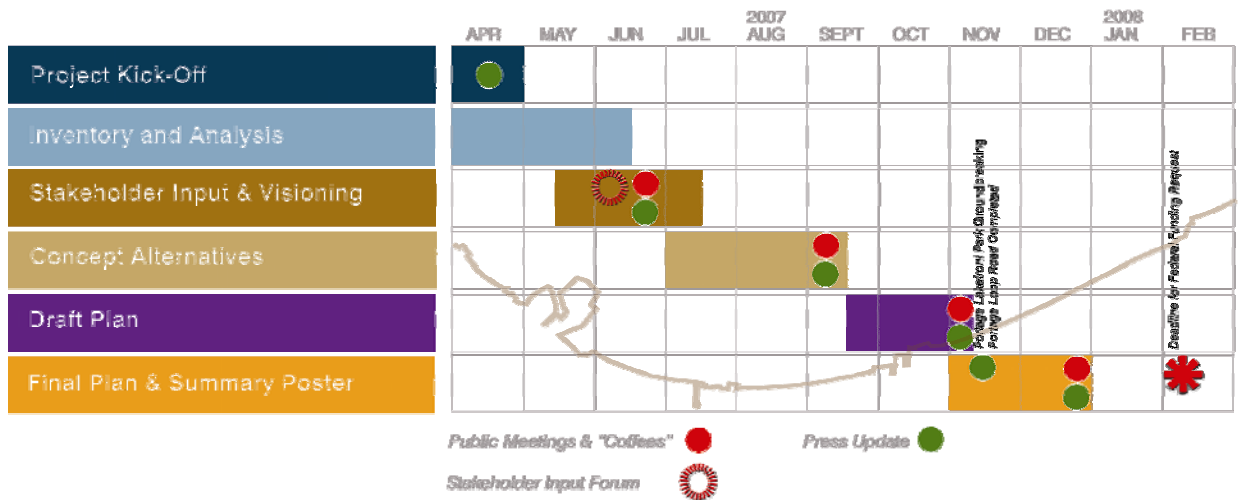 2007
2008
APR MAY JUN JUL AUG SEPT OCT NOV DEC JAN FEB
Project Kick-Off
Inventory and Analysis
Stakeholder Input & Visioning
Concept Alternatives
Draft Plan
Final Plan & Summary Poster
Portage Lakefront Park Groundbreaking
Portage Loop Road Completed
Deadline for Federal Funding Request
Public Meetings & "Coffees"
Press Update
Stakeholder Input Forum